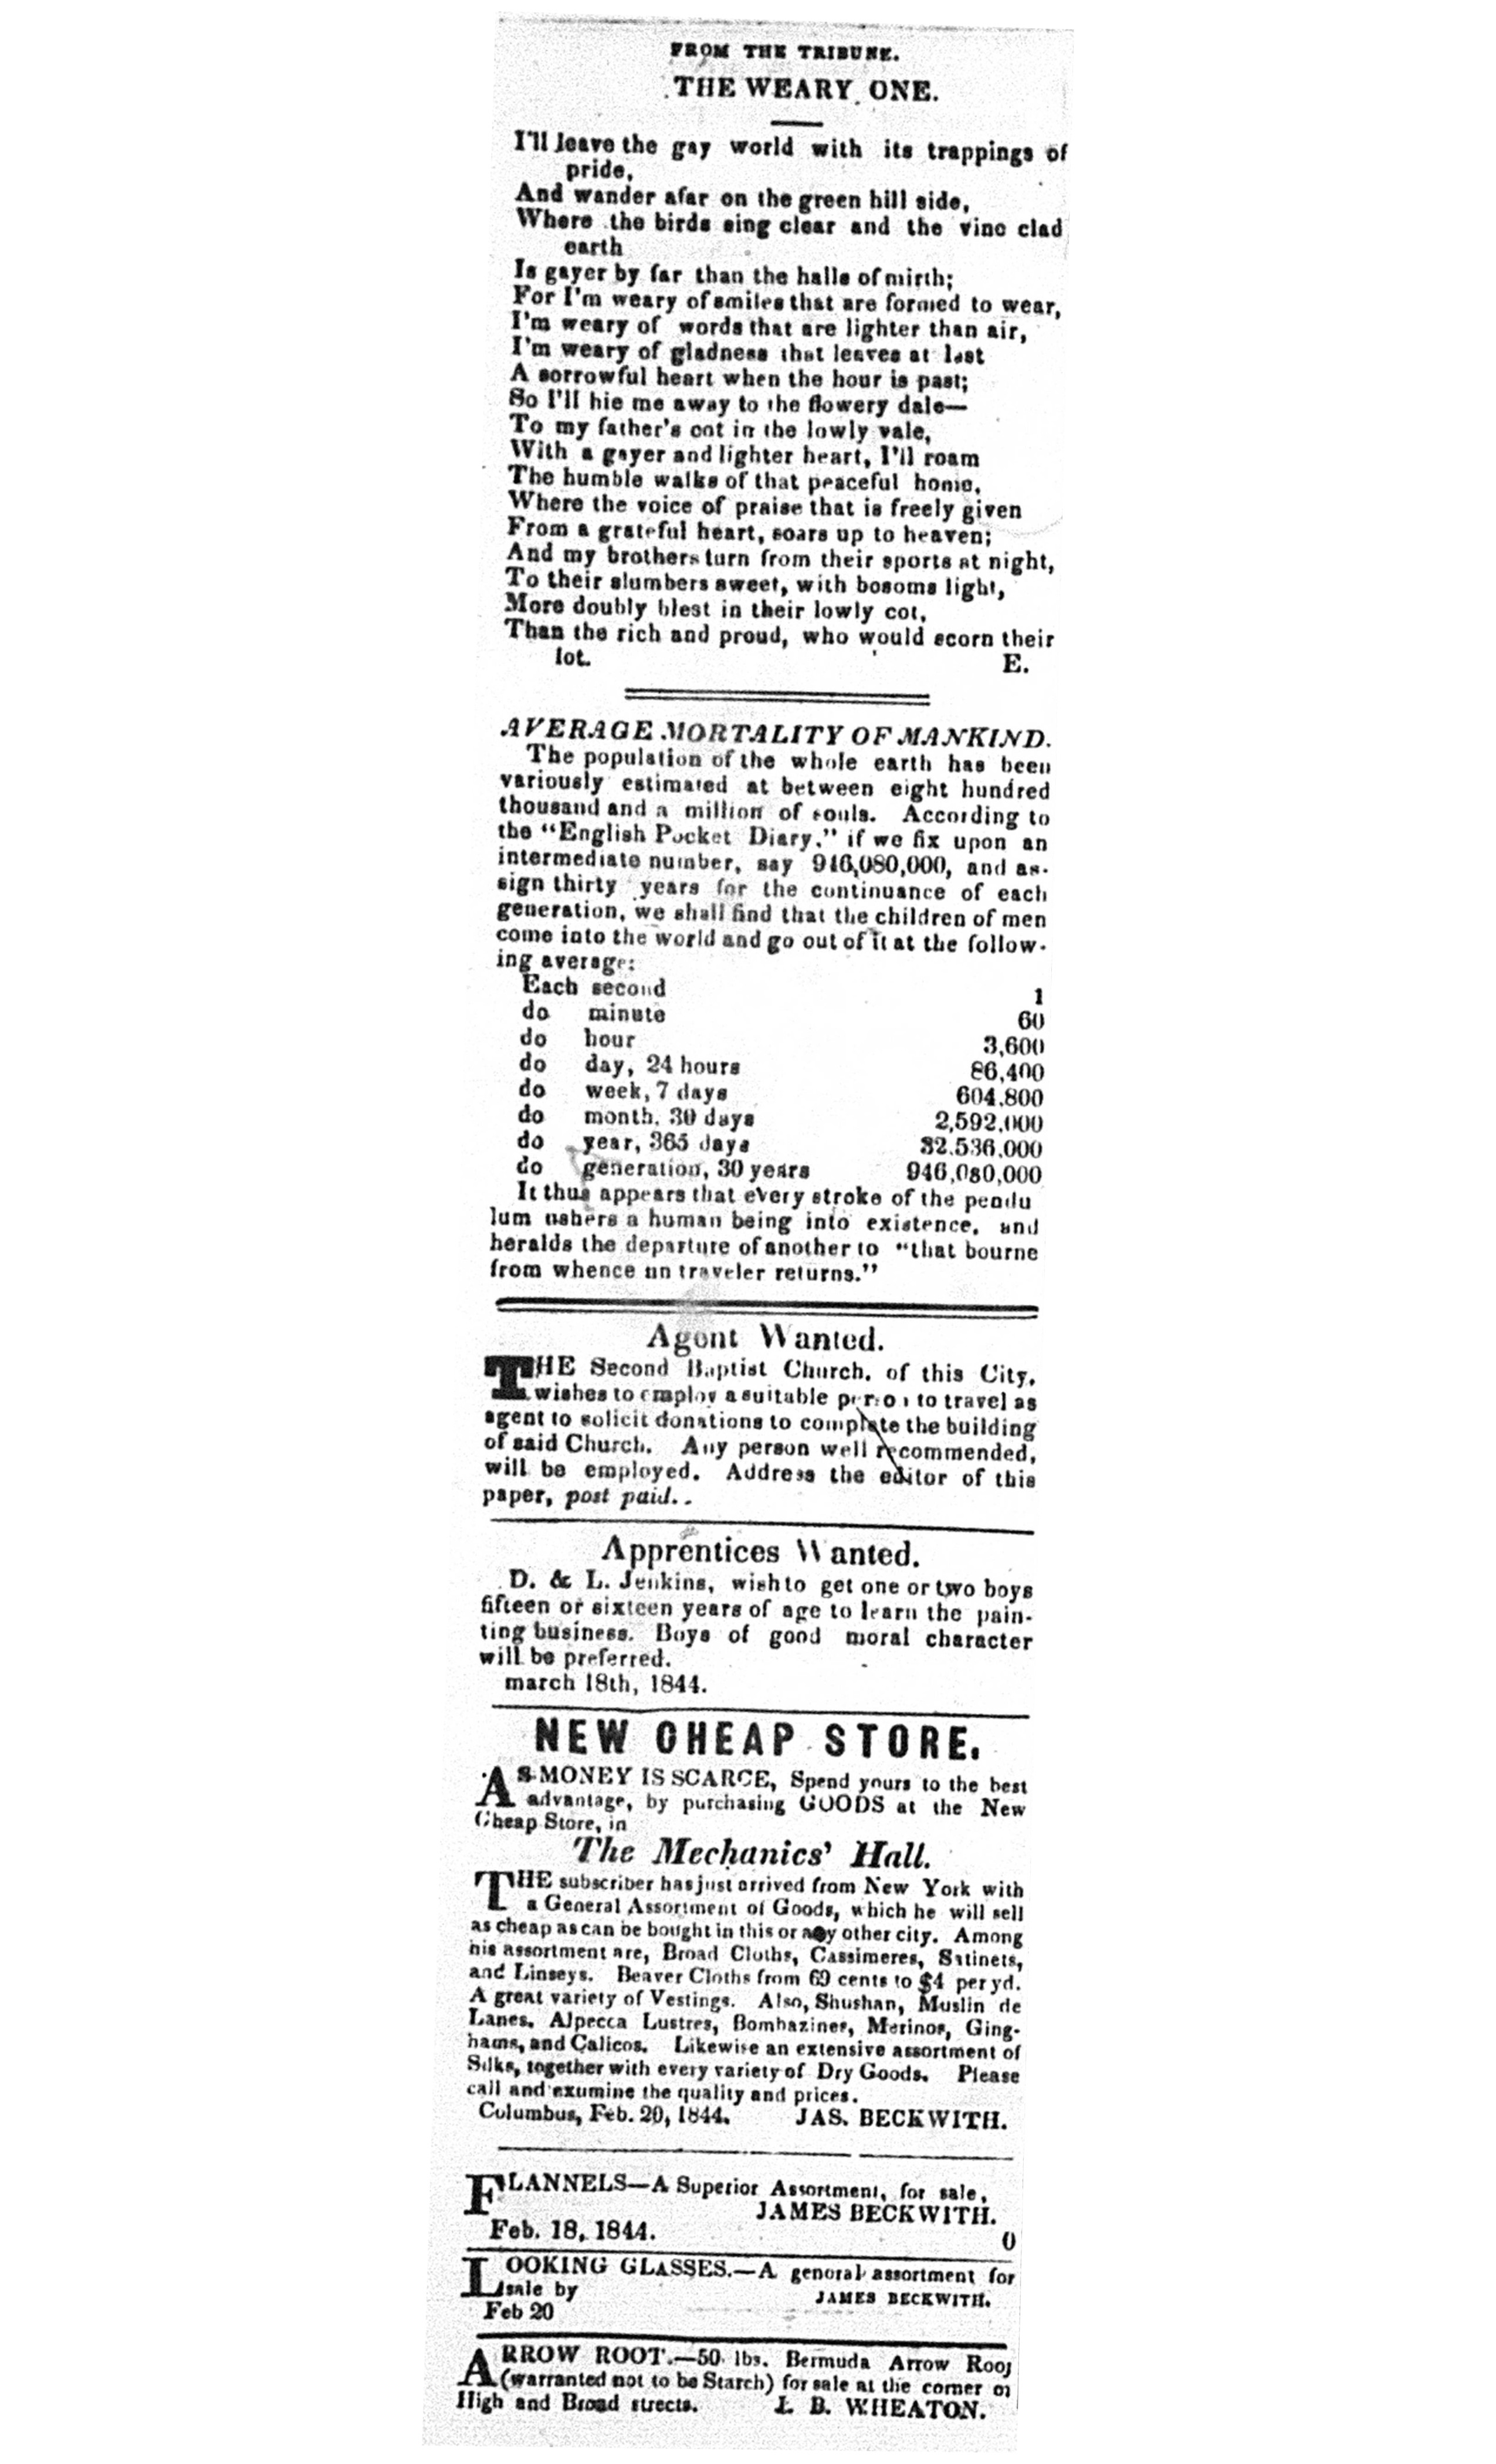 FROM THE TRIBUNE.
THE WEARY ONE.
I'll leave the gay world with its trappings of
pride,
And wander afar on the green hill side,
Where the birds sing clear and the vine clad
earth
Is gayer by far than the halls of mirth;
For I'm weary of smiles that are formed to wear,
I'm weary of words that are lighter than air,
I'm weary of gladness that leaves at last
A sorrowful heart when the hour is past;
So I'll hie me away to the flowery dale—
To my father's cot in the lowly vale,
With a gayer and lighter heart, I'll roam
The humble walks of that peaceful home,
Where the voice of praise that is freely given
From a grateful heart, soars up to heaven;
And my brothers turn from their sports at night,
To their slumbers sweet, with bosoms light,
More doubly blest in their lowly cot,
Than the rich and proud, who would scorn their
lot. E.
AVERAGE MORTALITY OF MANKIND.
The population of the whole earth has been
variously estimated at between eight hundred
thousand and a million of souls. According to
the "English Pocket Diary," if we fix upon an
intermediate number, say 946,080,000, and as-
sign thirty years for the continuance of each
generation, we shall find that the children of men
come into the world and go out of it at the follow-
ing average:
Each second 1
do minute 60
do hour 3,600
do day, 24 hours 86,400
do week, 7 days 604.800
do month, 30 days 2,592,000
do year, 365 days 32.536.000
do generation, 30 years 946,080,000
It thus appears that every stroke of the pendu
lum ushers a human being into existence, and
heralds the departure of another to "that bourne
from whence un traveler returns."
Agent Wanted.
THE Second Baptist Church, of this City,
wishes to employ a suitable person to travel as
agent to solicit donations to complete the building
of said Church. Any person well recommended,
will be employed. Address the editor of this
paper, post paid..
Apprentices Wanted.
D. & L. Jenkins, wish to get one or two boys
fifteen or sixteen years of age to learn the pain-
ting business. Boys of good moral character
will be preferred.
march 18th, 1844.
NEW CHEAP STORE.
AS MONEY IS SCARCE, Spend yours to the best
advantage, by purchasing GOODS at the New
Cheap Store, in
The Mechanics' Hall.
THE subscriber has just arrived from New York with
a General Assortment of Goods, which he will sell
as cheap as can be bought in this or any other city. Among
his assortment are, Broad Cloths, Cassimeres, Satinets,
and Linseys. Beaver Cloths from 69 cents to $4 per yd.
A great variety of Vestings. Also, Shushan, Muslin de
Lanes, Alpecca Lustres, Bombazines, Merinos, Ging-
hams, and Calicos. Likewise an extensive assortment of
Silks, together with every variety of Dry Goods. Please
call and examine the quality and prices.
Columbus, Feb. 20, 1844. JAS. BECKWITH.
FLANNELS—A Superior Assortment, for sale,
JAMES BECKWITH.
Feb. 18, 1844. 0
LOOKING GLASSES.—A general assortment for
sale by JAMES BECKWITH.
Feb 20
ARROW ROOT.—50 lbs. Bermuda Arrow Root
(warranted not to be Starch) for sale at the corner of
High and Broad streets. I. B. WHEATON.